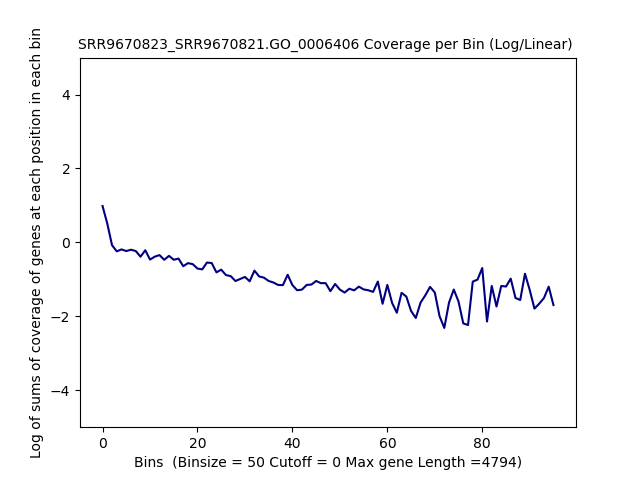 SRR9670823_SRR9670821.GO_0006406 Coverage per Bin (Log/Linear)
Log of sums of coverage of genes at each position in each bin
4
2
0
−2
−4
0 20 40 60 80
Bins  (Binsize = 50 Cutoff = 0 Max gene Length =4794)